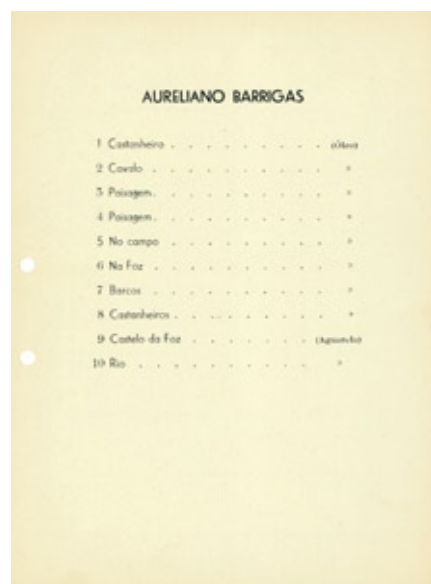 AURELIANO BARRIGAS
1 Castanheiro . . . . . . . . . (Óleo)
2 Cavalo . . . . . . . . . . »
3 Paisagem . . . . . . . . . . »
4 Paisagem . . . . . . . . . . »
5 No campo . . . . . . . . . »
6 Na Foz . . . . . . . . . . »
7 Barcos . . . . . . . . . . »
8 Castanheiros . . . . . . . . . »
9 Castelo da Foz . . . . . . . (Aguarela)
10 Rio . . . . . . . . . . »